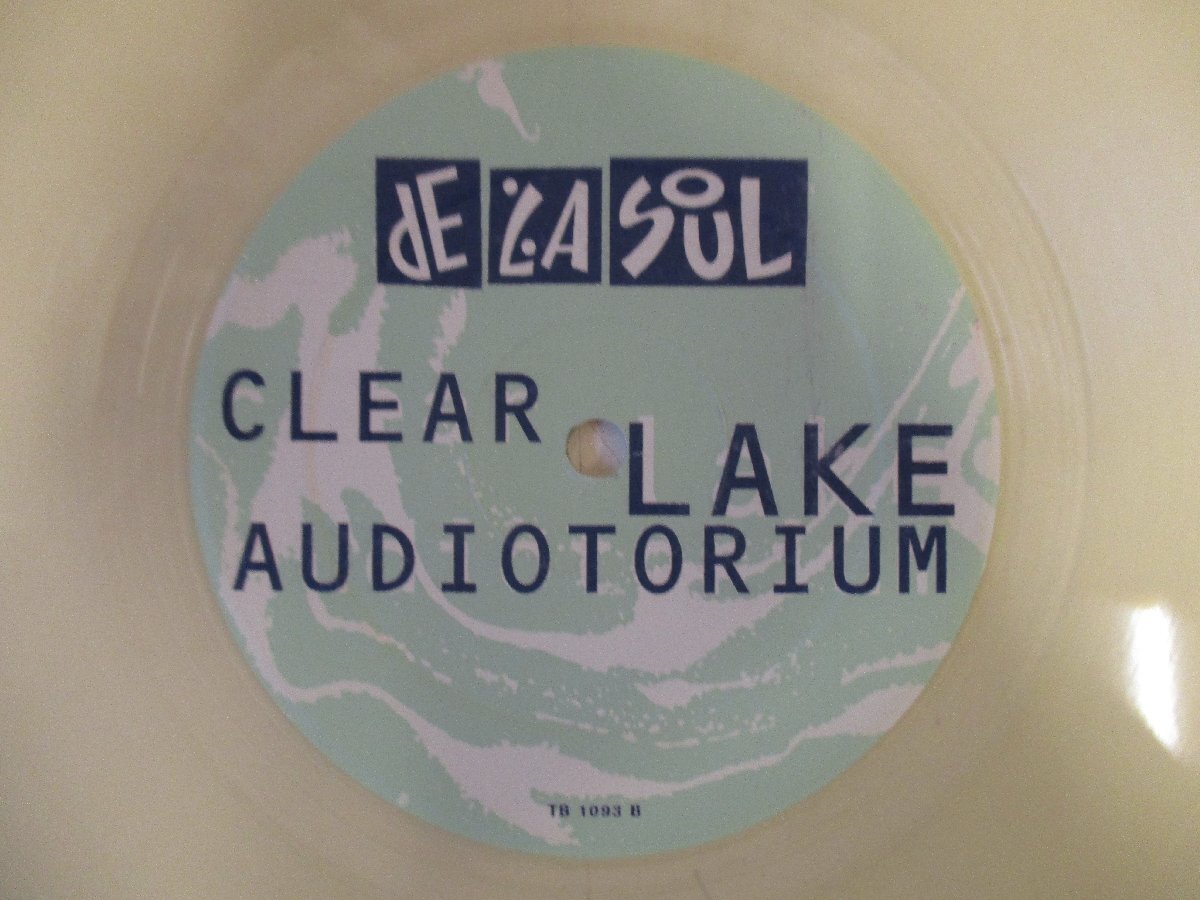 dE LA SOUL
CLEAR
LAKE
AUDIOTORIUM
TB 1093 B